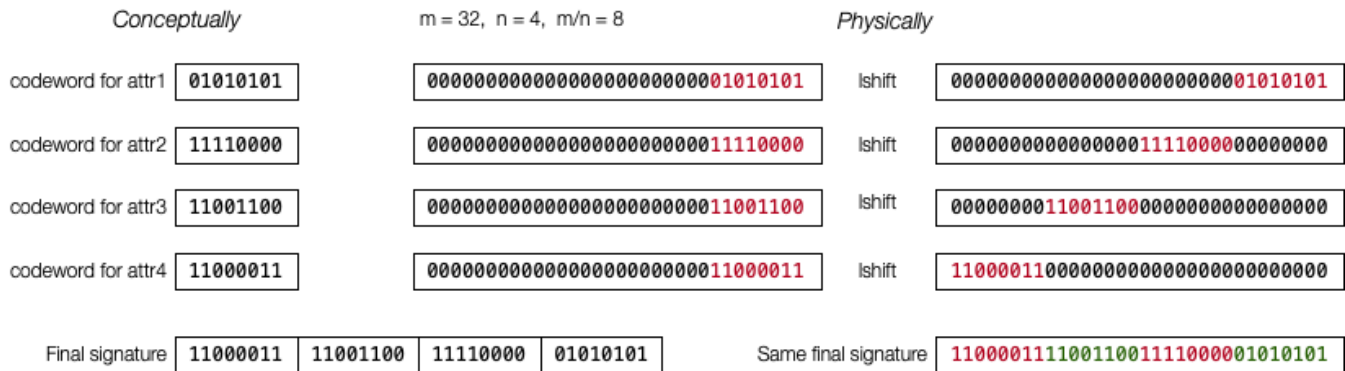 Conceptually m = 32, n = 4, m/n = 8 Physically
codeword for attr1 01010101 00000000000000000000000001010101 lshift 00000000000000000000000001010101
codeword for attr2 11110000 00000000000000000000000011110000 lshift 00000000000000001111000000000000
codeword for attr3 11001100 00000000000000000000000011001100 lshift 00000000110011000000000000000000
codeword for attr4 11000011 00000000000000000000000011000011 lshift 11000011000000000000000000000000
Final signature 11000011 11001100 11110000 01010101 Same final signature 11000011110011001111000001010101